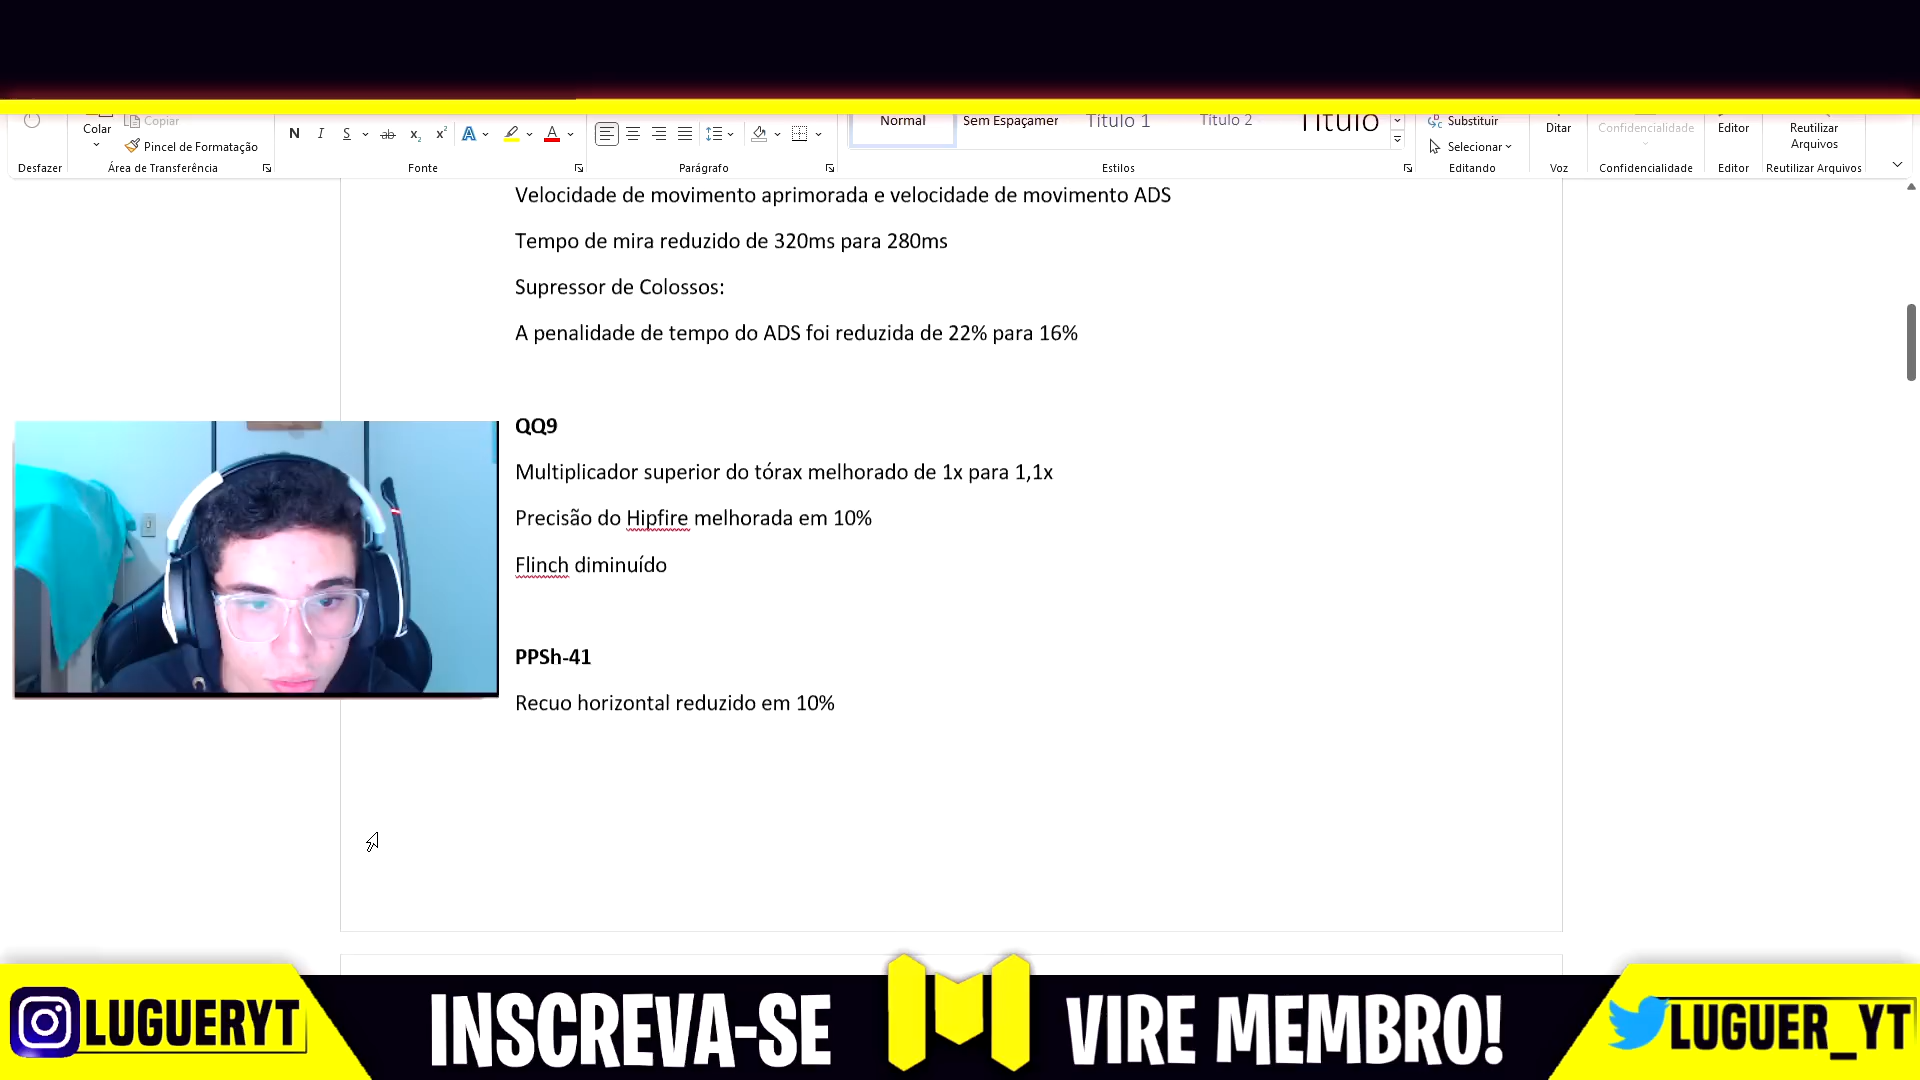 Colar
Copiar
Pincel de Formatação
N I S ab x₂ x² A A
Normal
Sem Espaçamen
Título 1
Título 2
Título
Substituir
Selecionar
Ditar
Confidencialidade
Editor
Reutilizar
Arquivos
Desfazer
Área de Transferência
Fonte
Parágrafo
Estilos
Editando
Voz
Confidencialidade
Editor
Reutilizar Arquivos
Velocidade de movimento aprimorada e velocidade de movimento ADS
Tempo de mira reduzido de 320ms para 280ms
Supressor de Colossos:
A penalidade de tempo do ADS foi reduzida de 22% para 16%
QQ9
Multiplicador superior do tórax melhorado de 1x para 1,1x
Precisão do Hipfire melhorada em 10%
Flinch diminuído
PPSh-41
Recuo horizontal reduzido em 10%
LUGUERYT
INSCREVA-SE
VIRE MEMBRO!
LUGUER_YT